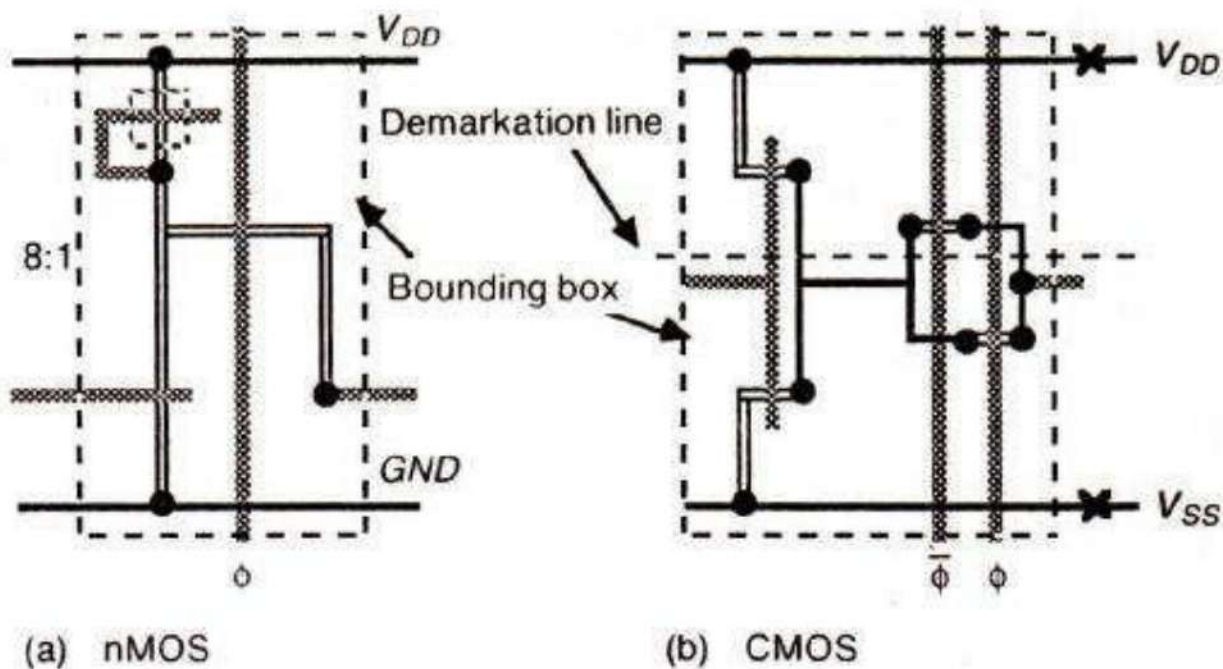 V_DD
Demarkation line
V_DD
8:1
Bounding box
GND
V_SS
ϕ
ϕ̄ ϕ
(a) nMOS
(b) CMOS